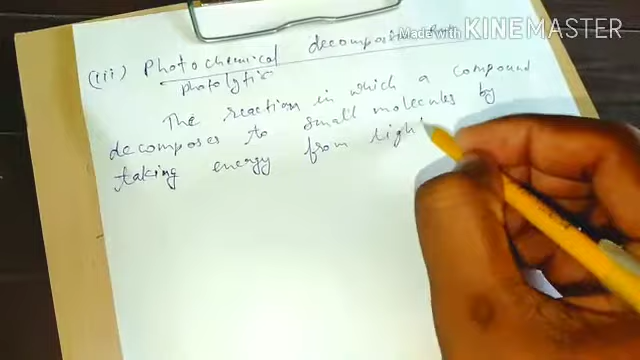 Made with KINEMASTER
(iii) Photochemical decomposition
photolytic
The reaction in which a compound
decomposes to small molecules by
taking energy from ligh